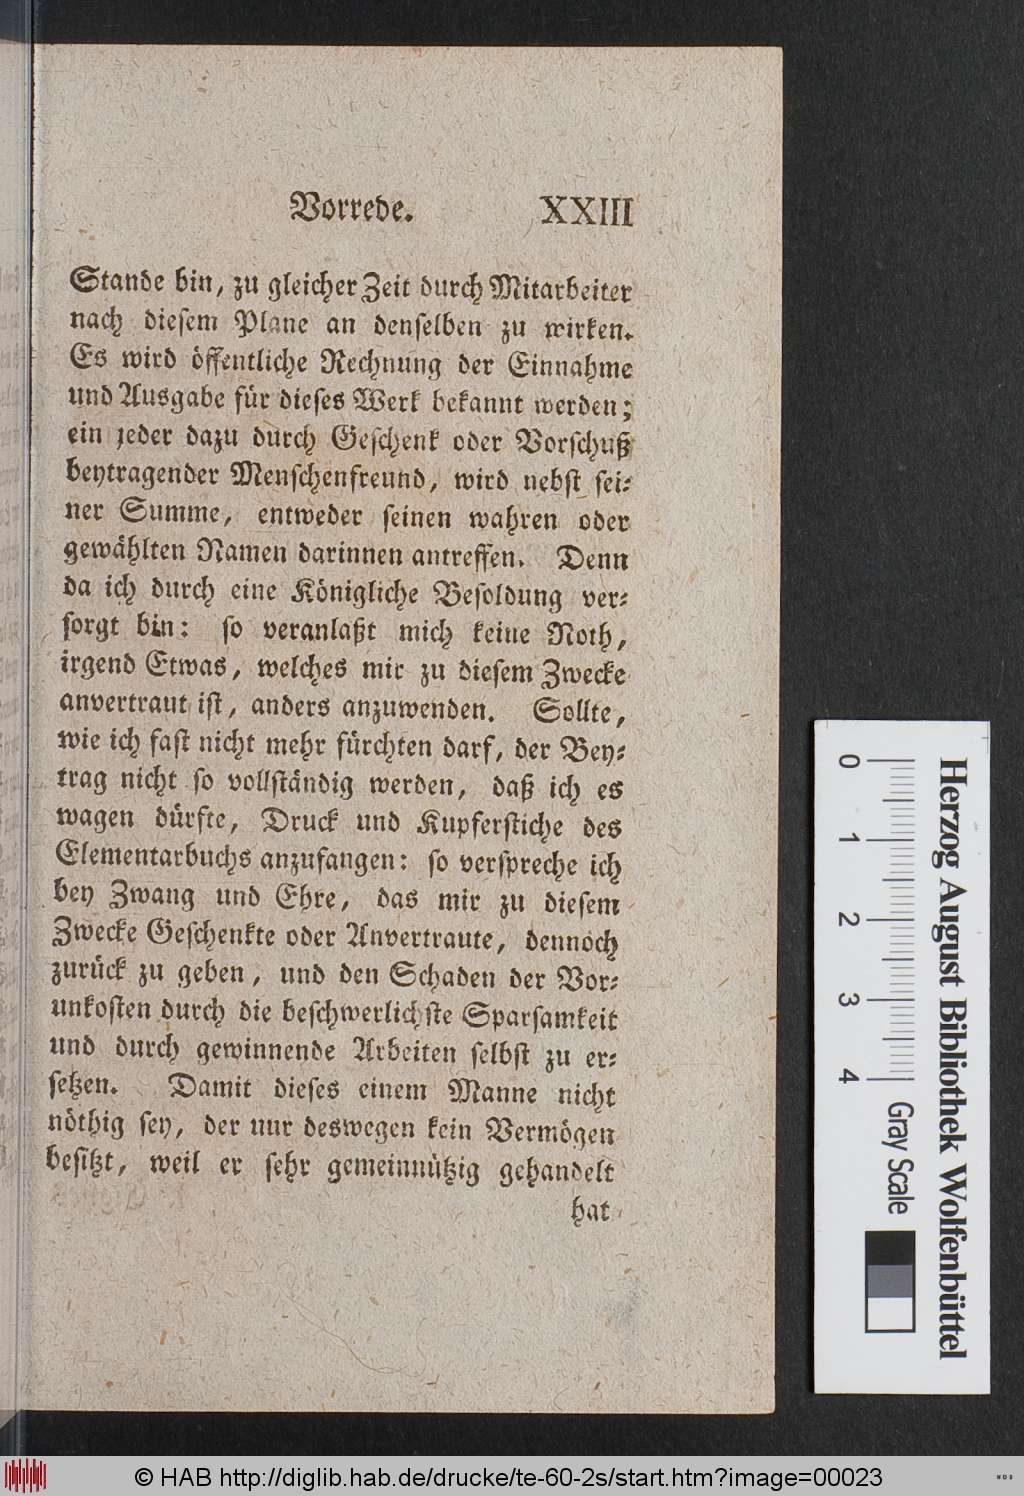 Vorrede. XXIII
Stande bin, zu gleicher Zeit durch Mitarbeiter
nach diesem Plane an denselben zu wirken.
Es wird öffentliche Rechnung der Einnahme
und Ausgabe für dieses Werk bekannt werden;
ein jeder dazu durch Geschenk oder Vorschuß
beytragender Menschenfreund, wird nebst sei-
ner Summe, entweder seinen wahren oder
gewählten Namen darinnen antreffen. Denn
da ich durch eine Königliche Besoldung ver-
sorgt bin: so veranlaßt mich keine Noth,
irgend Etwas, welches mir zu diesem Zwecke
anvertraut ist, anders anzuwenden. Sollte,
wie ich fast nicht mehr fürchten darf, der Bey-
trag nicht so vollständig werden, daß ich es
wagen dürfte, Druck und Kupferstiche des
Elementarbuchs anzufangen: so verspreche ich
bey Zwang und Ehre, das mir zu diesem
Zwecke Geschenkte oder Anvertraute, dennoch
zurück zu geben, und den Schaden der Vor-
unkosten durch die beschwerlichste Sparsamkeit
und durch gewinnende Arbeiten selbst zu er-
setzen. Damit dieses einem Manne nicht
nöthig sey, der nur deswegen kein Vermögen
besitzt, weil er sehr gemeinnützig gehandelt
hat
0 1 2 3 4 Gray Scale
Herzog August Bibliothek Wolfenbüttel
© HAB http://diglib.hab.de/drucke/te-60-2s/start.htm?image=00023